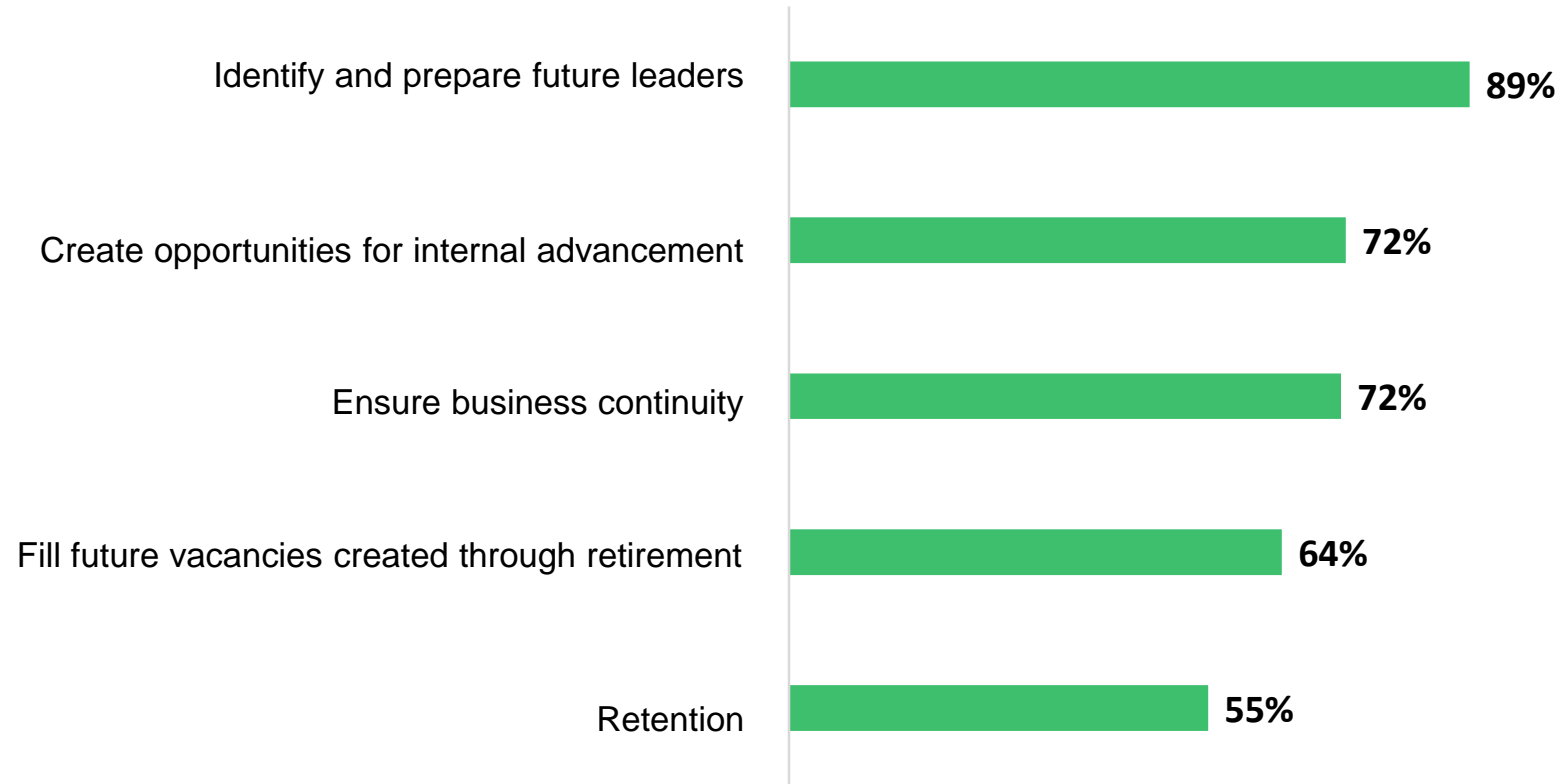 Identify and prepare future leaders 89%
Create opportunities for internal advancement 72%
Ensure business continuity 72%
Fill future vacancies created through retirement 64%
Retention 55%